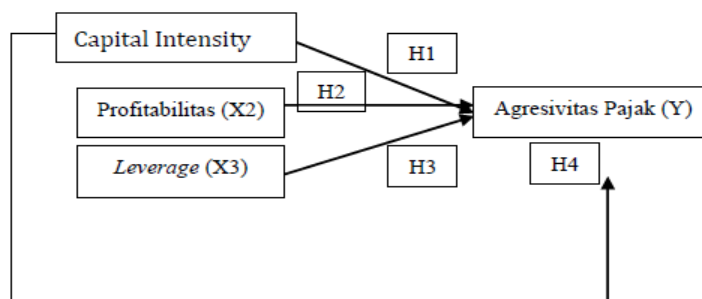 Capital Intensity
H1
H2
Profitabilitas (X2)
Agresivitas Pajak (Y)
Leverage (X3)
H3
H4